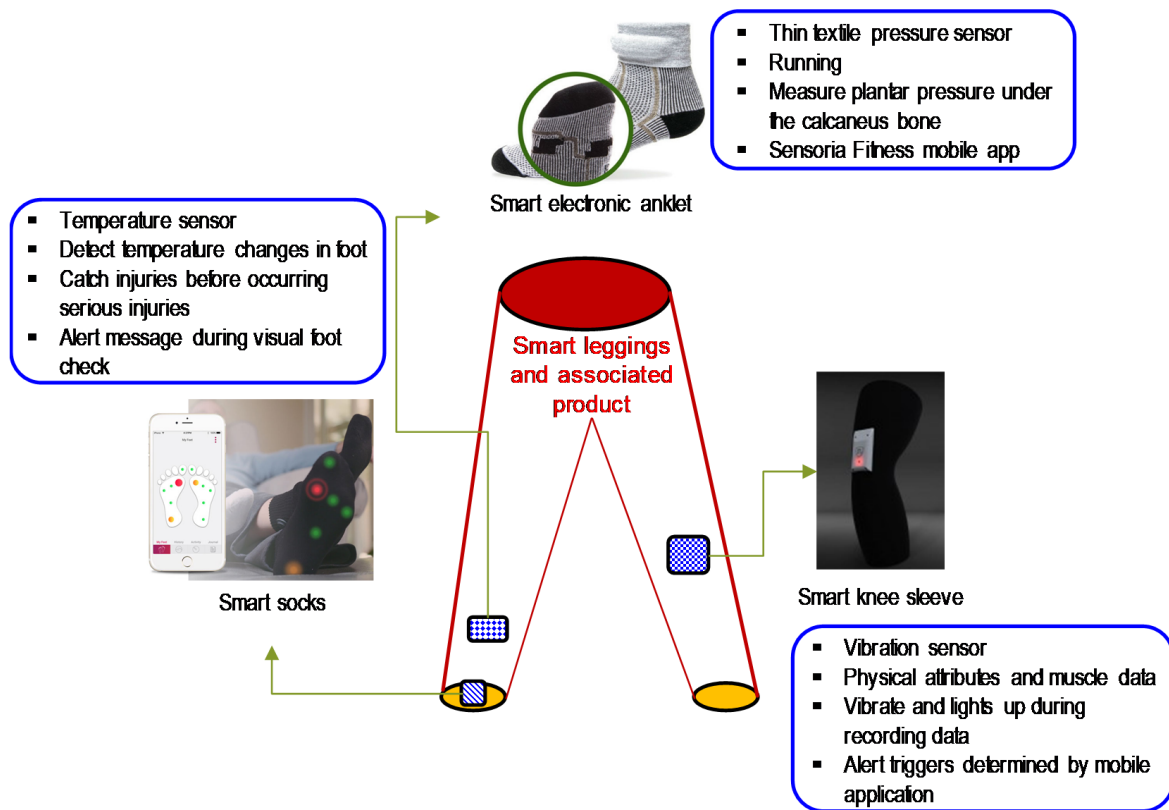 ▪ Thin textile pressure sensor
▪ Running
▪ Measure plantar pressure under
the calcaneus bone
▪ Sensoria Fitness mobile app
Smart electronic anklet
▪ Temperature sensor
▪ Detect temperature changes in foot
▪ Catch injuries before occurring
serious injuries
▪ Alert message during visual foot
check
Smart leggings
and associated
product
My Feet
Smart socks
Smart knee sleeve
▪ Vibration sensor
▪ Physical attributes and muscle data
▪ Vibrate and lights up during
recording data
▪ Alert triggers determined by mobile
application